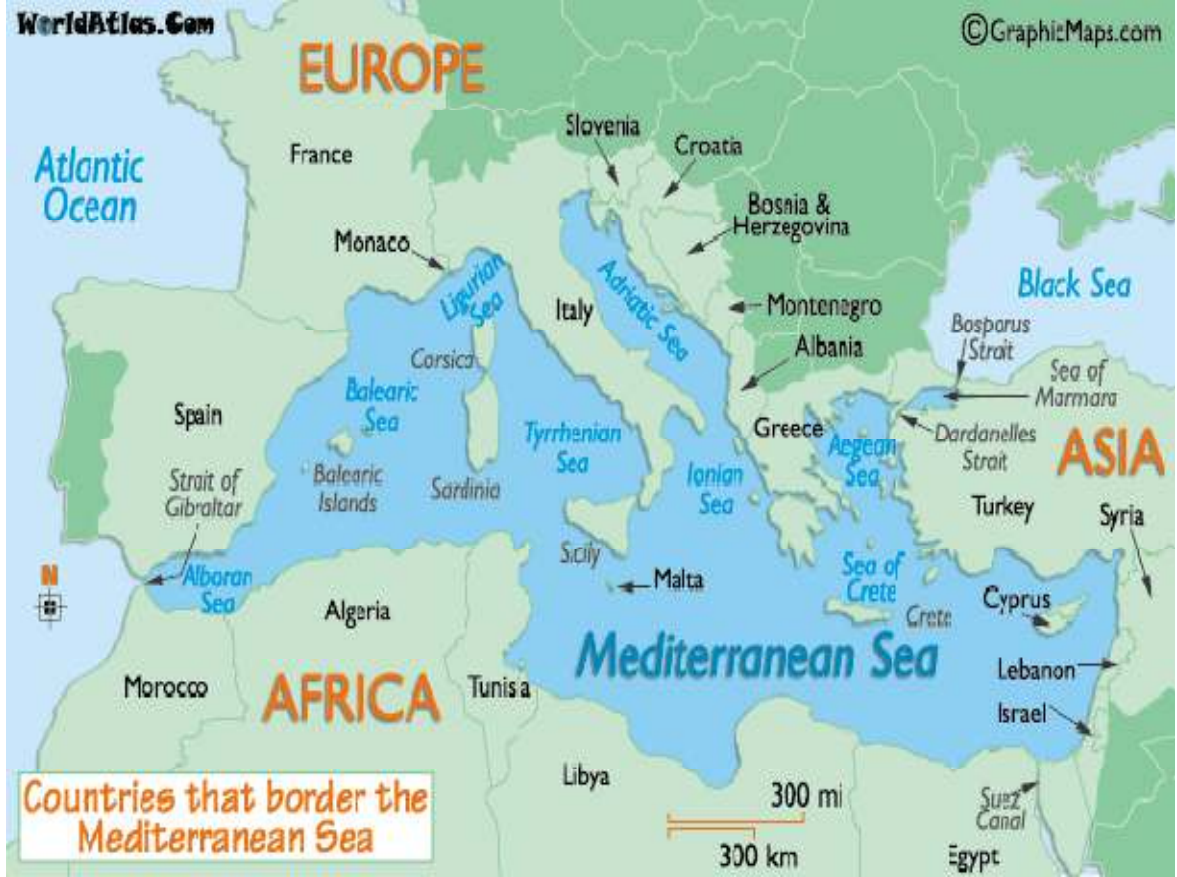 WorldAtlas.Com
©GraphicMaps.com
EUROPE
Atlantic
Ocean
France
Slovenia
Croatia
Bosnia &
Herzegovina
Monaco
Ligurian
Sea
Adriatic Sea
Italy
Black Sea
Montenegro
Albania
Bosporus
Strait
Sea of
Marmara
Corsica
Balearic
Sea
Spain
Tyrrhenian
Sea
Greece
Aegean
Sea
Dardanelles
Strait
ASIA
Strait of
Gibraltar
Balearic
Islands
Sardinia
Ionian
Sea
Turkey
Syria
Sicily
Malta
Sea of
Crete
Crete
Cyprus
N
Alboran
Sea
Algeria
Mediterranean Sea
Lebanon
Morocco
AFRICA
Tunisia
Israel
Libya
Countries that border the
Mediterranean Sea
300 mi
300 km
Suez
Canal
Egypt